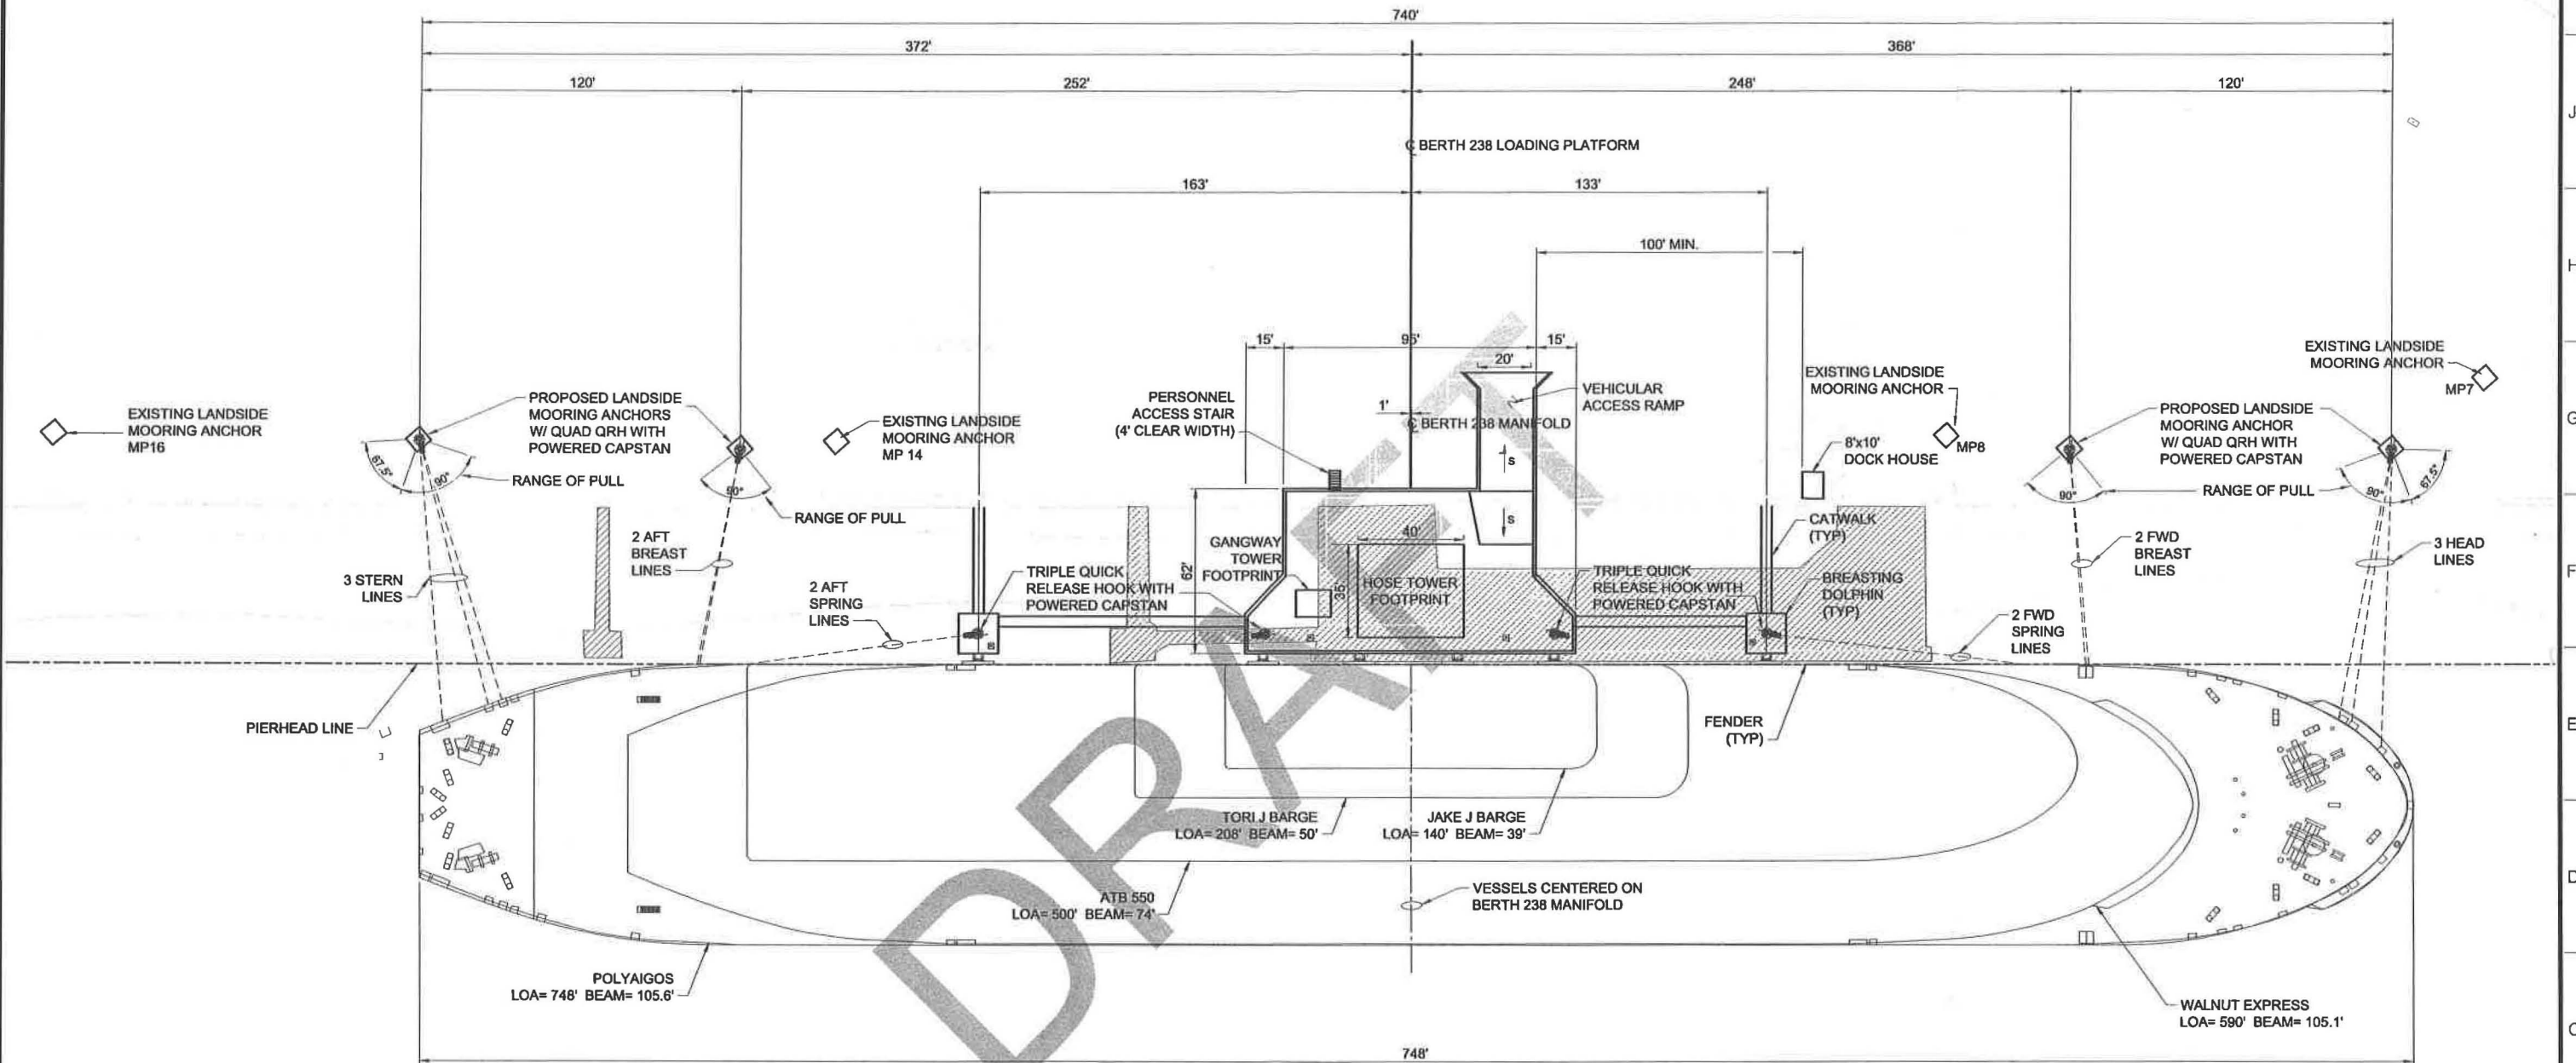 740'
372'
368'
120'
252'
248'
120'
J
℄ BERTH 238 LOADING PLATFORM
163'
133'
100' MIN.
H
15'
95'
15'
20'
EXISTING LANDSIDE
MOORING ANCHOR
MP7
EXISTING LANDSIDE
MOORING ANCHOR
MP8
PERSONNEL
ACCESS STAIR
(4' CLEAR WIDTH)
VEHICULAR
ACCESS RAMP
1'
℄ BERTH 238 MANIFOLD
EXISTING LANDSIDE
MOORING ANCHOR
MP16
PROPOSED LANDSIDE
MOORING ANCHORS
W/ QUAD QRH WITH
POWERED CAPSTAN
EXISTING LANDSIDE
MOORING ANCHOR
MP 14
PROPOSED LANDSIDE
MOORING ANCHOR
W/ QUAD QRH WITH
POWERED CAPSTAN
G
8'x10'
DOCK HOUSE
67.5°
90°
RANGE OF PULL
90°
RANGE OF PULL
S
S
90°
RANGE OF PULL
90°
67.5°
CATWALK
(TYP)
2 AFT
BREAST
LINES
3 STERN
LINES
2 AFT
SPRING
LINES
GANGWAY
TOWER
FOOTPRINT
62'
40'
35'
HOSE TOWER
FOOTPRINT
TRIPLE QUICK
RELEASE HOOK WITH
POWERED CAPSTAN
TRIPLE QUICK
RELEASE HOOK WITH
POWERED CAPSTAN
BREASTING
DOLPHIN
(TYP)
2 FWD
BREAST
LINES
3 HEAD
LINES
F
2 FWD
SPRING
LINES
PIERHEAD LINE
FENDER
(TYP)
E
TORI J BARGE
LOA= 208' BEAM= 50'
JAKE J BARGE
LOA= 140' BEAM= 39'
ATB 550
LOA= 500' BEAM= 74'
VESSELS CENTERED ON
BERTH 238 MANIFOLD
D
POLYAIGOS
LOA= 748' BEAM= 105.6'
WALNUT EXPRESS
LOA= 590' BEAM= 105.1'
C
748'
DRAFT